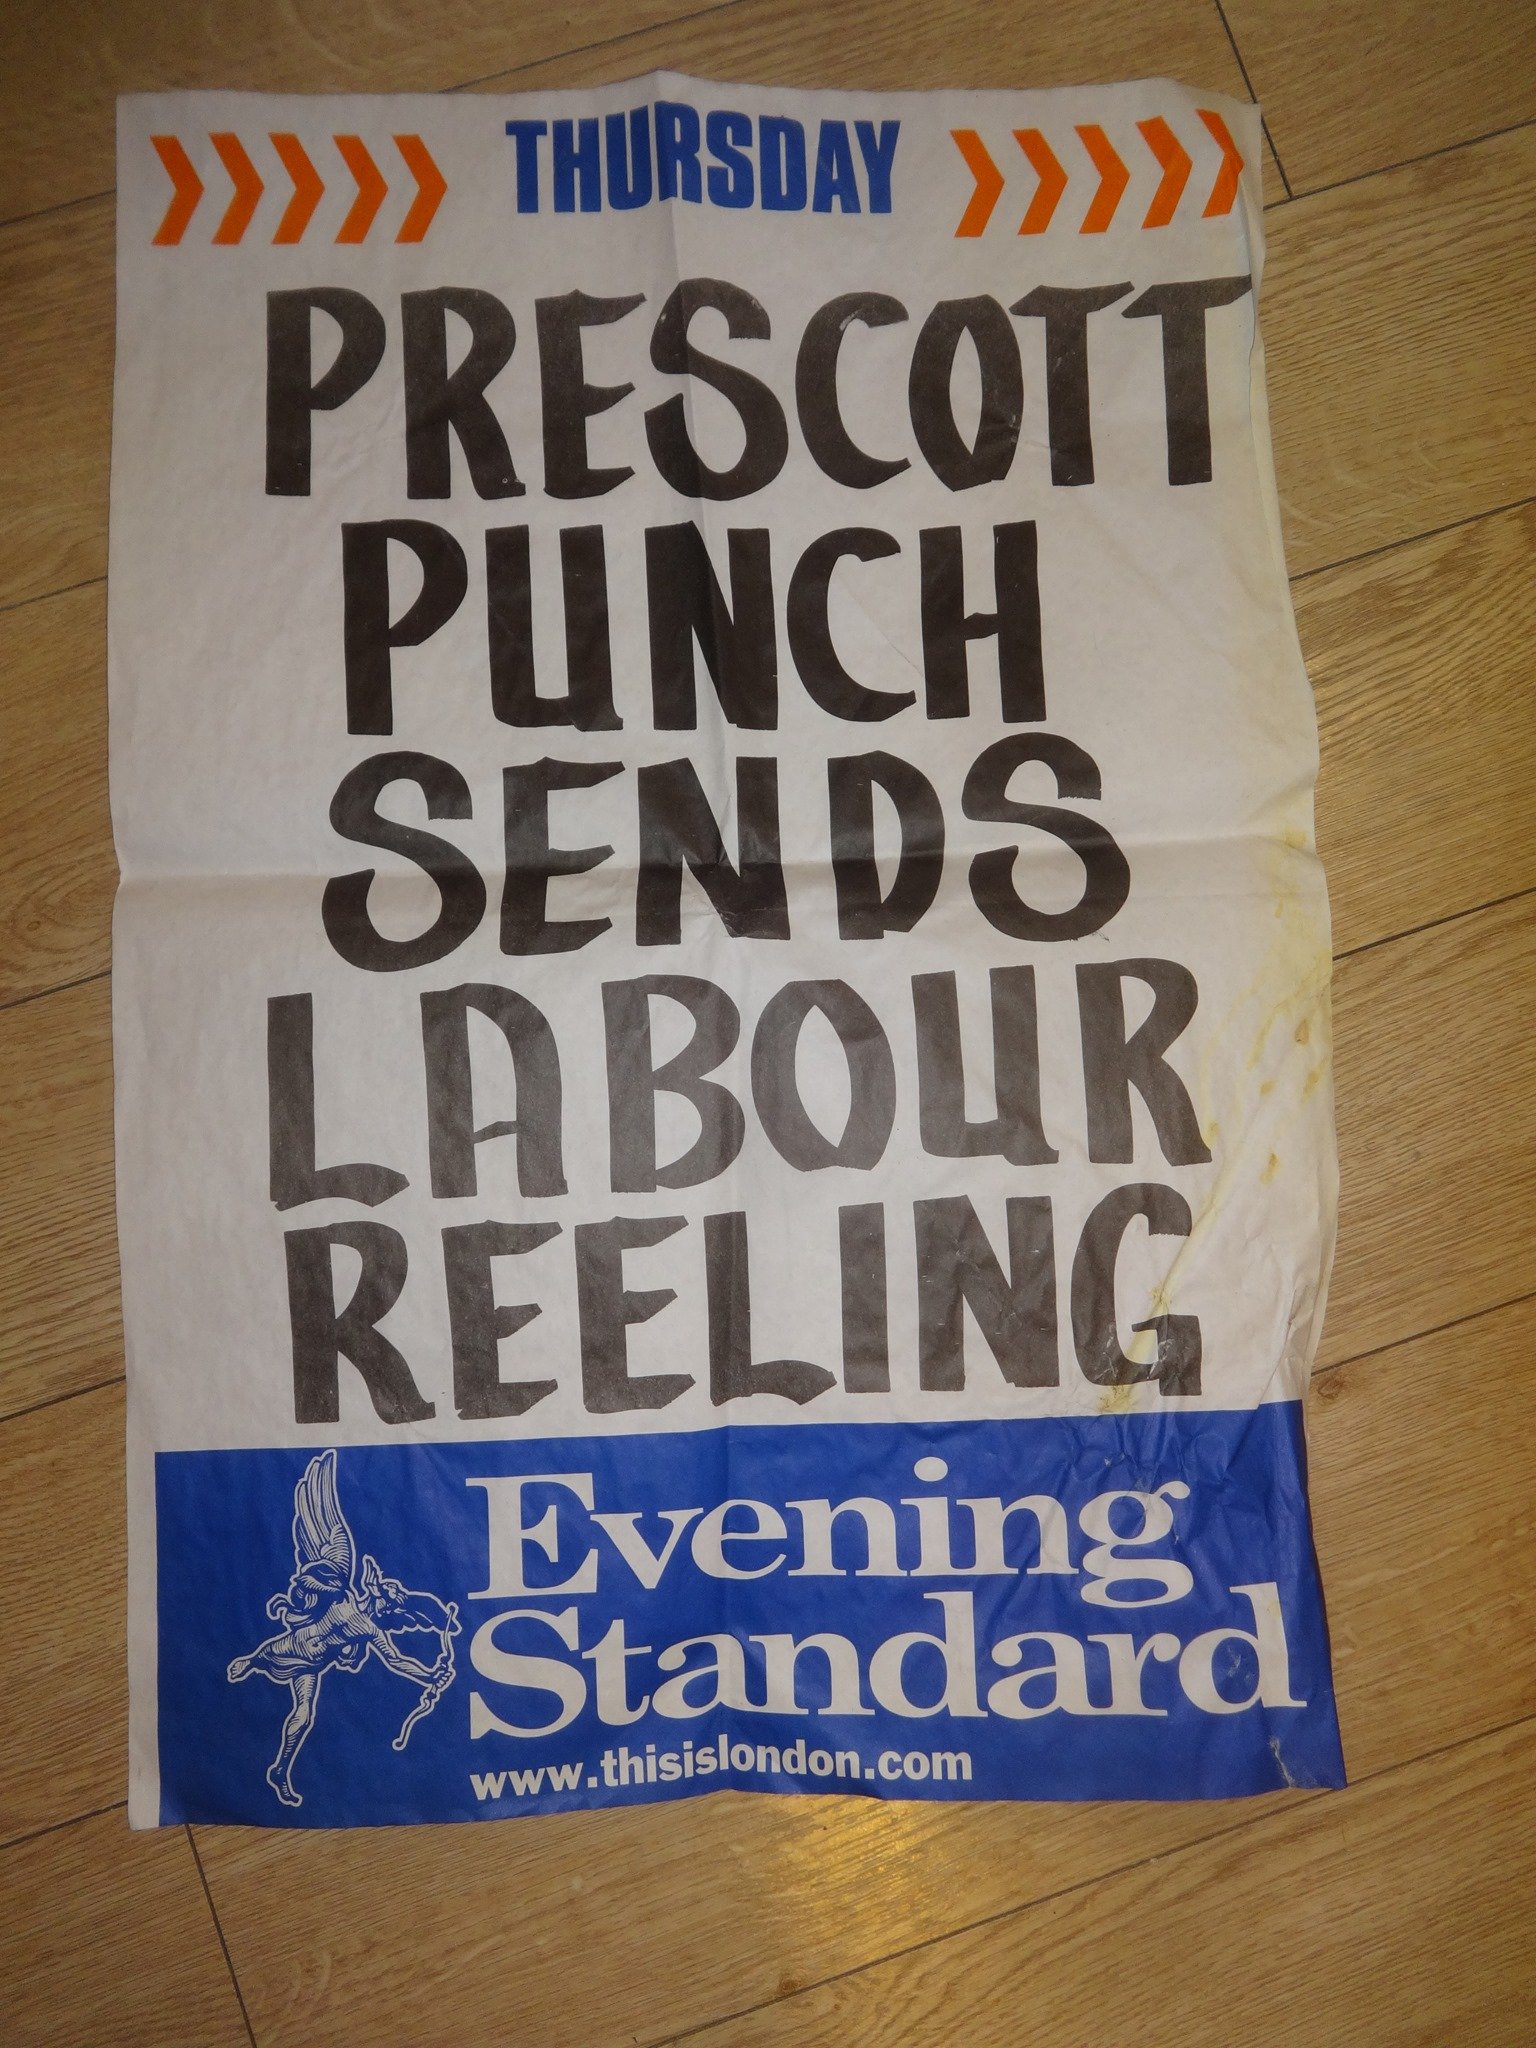 THURSDAY
PRESCOTT
PUNCH
SENDS
LABOUR
REELING
Evening
Standard
www.thisislondon.com